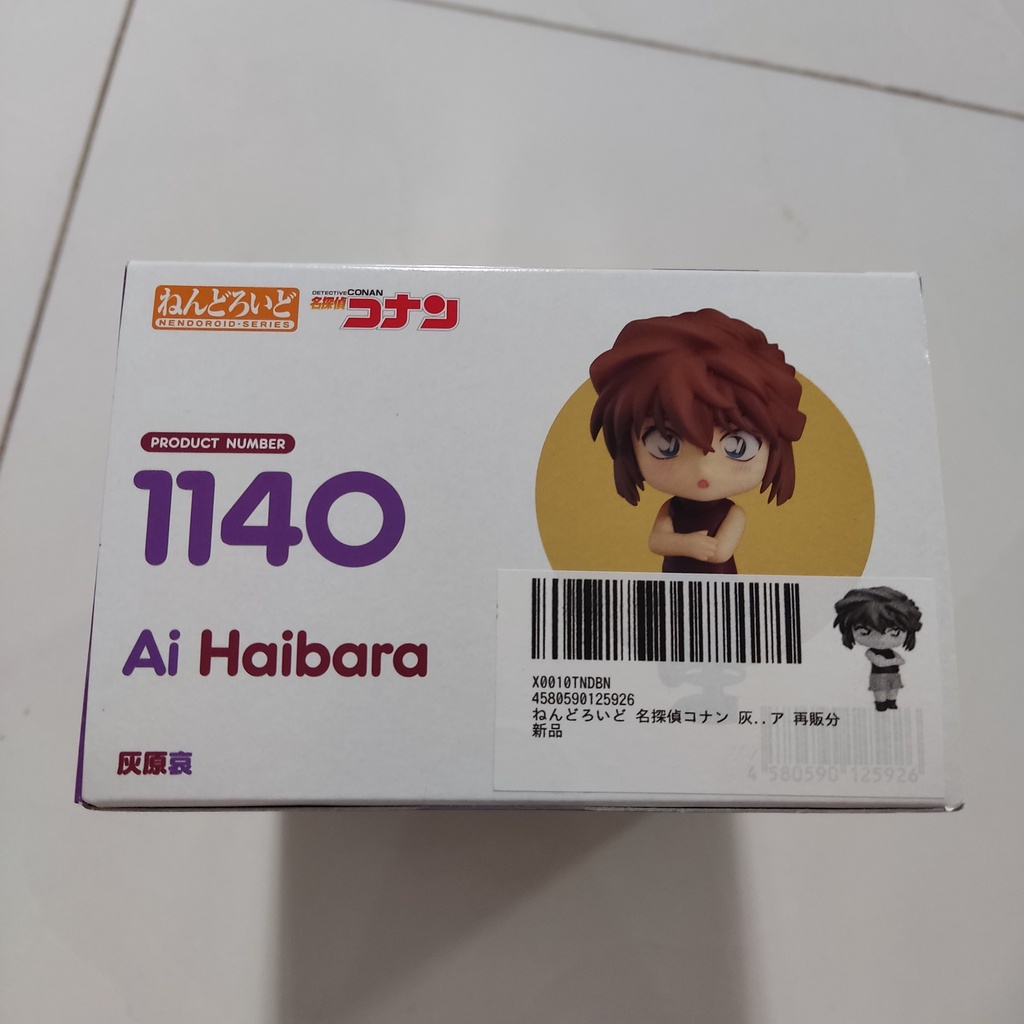 ねんどろいど
NENDOROID·SERIES
DETECTIVE CONAN
名探偵
コナン
PRODUCT NUMBER
1140
Ai Haibara
灰原哀
X0010TNDBN
4580590125926
ねんどろいど 名探偵コナン 灰..ア 再販分
新品
4 580590 125926